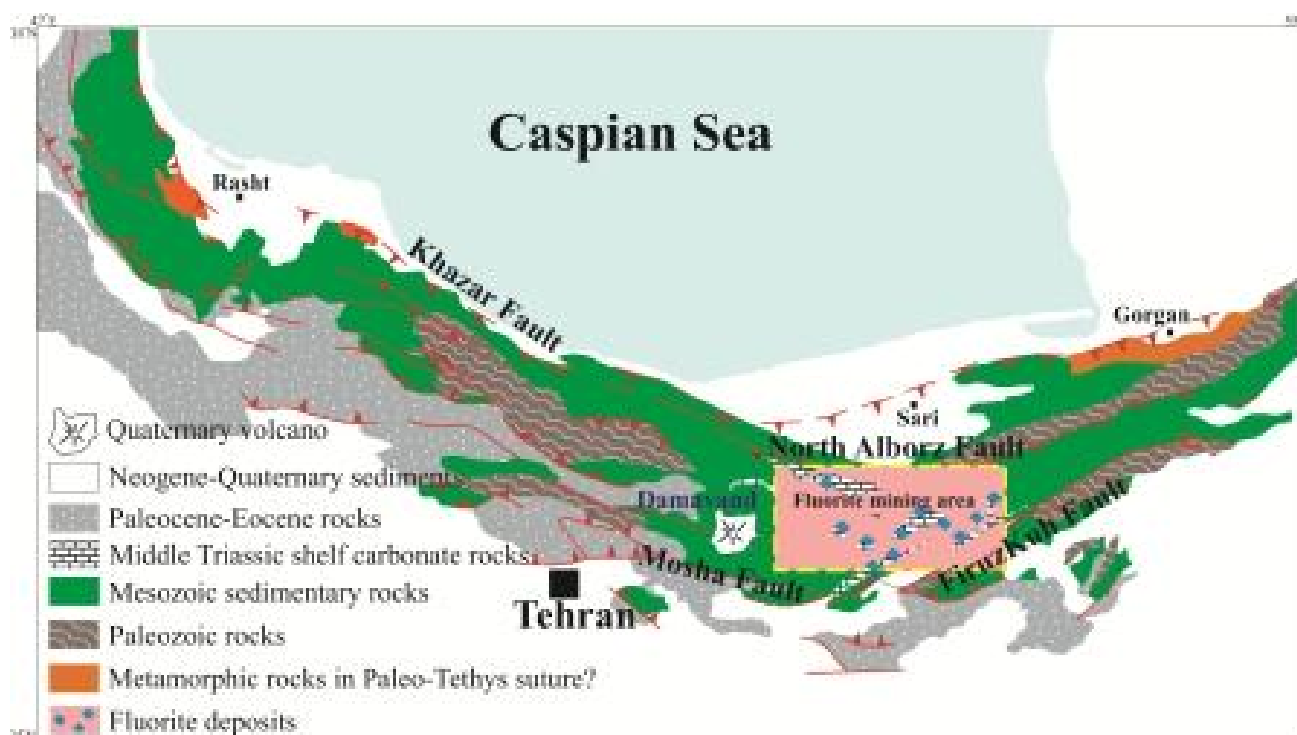 Caspian Sea
Rasht
Khazar Fault
Gorgan
Sari
North Alborz Fault
Damavand
Fluorite mining area
Mosha Fault
FiruzKuh Fault
Tehran
Quaternary volcano
Neogene-Quaternary sediments
Paleocene-Eocene rocks
Middle Triassic shelf carbonate rocks
Mesozoic sedimentary rocks
Paleozoic rocks
Metamorphic rocks in Paleo-Tethys suture?
Fluorite deposits